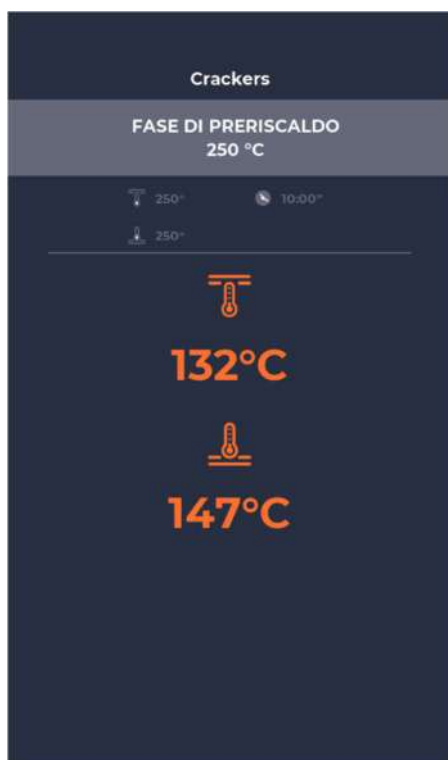 Crackers
FASE DI PRERISCALDO
250 °C
250° 10:00"
250°
132°C
147°C